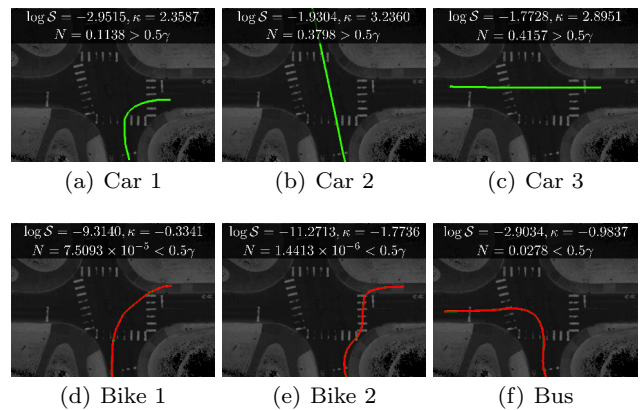 log S = −2.9515, κ = 2.3587
N = 0.1138 > 0.5γ
log S = −1.9304, κ = 3.2360
N = 0.3798 > 0.5γ
log S = −1.7728, κ = 2.8951
N = 0.4157 > 0.5γ
(a) Car 1
(b) Car 2
(c) Car 3
log S = −9.3140, κ = −0.3341
N = 7.5093 × 10⁻⁵ < 0.5γ
log S = −11.2713, κ = −1.7736
N = 1.4413 × 10⁻⁶ < 0.5γ
log S = −2.9034, κ = −0.9837
N = 0.0278 < 0.5γ
(d) Bike 1
(e) Bike 2
(f) Bus